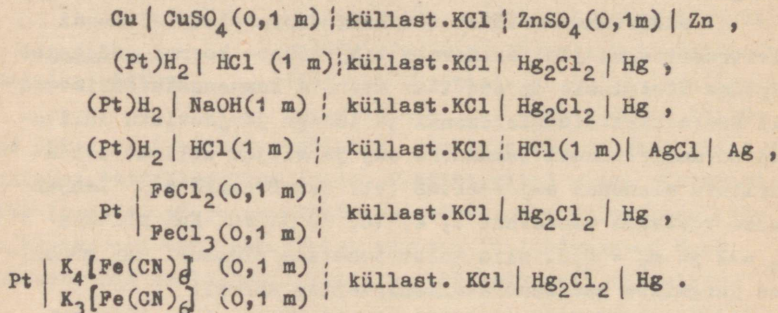 Cu | CuSO4(0,1 m) ¦ küllast.KCl ¦ ZnSO4(0,1m) | Zn ,
(Pt)H2 | HCl (1 m)¦küllast.KCl | Hg2Cl2 | Hg ,
(Pt)H2 | NaOH(1 m) ¦ küllast.KCl | Hg2Cl2 | Hg ,
(Pt)H2 | HCl(1 m) ¦ küllast.KCl ¦ HCl(1 m)| AgCl | Ag ,
FeCl2(0,1 m)
Pt | ¦ küllast.KCl | Hg2Cl2 | Hg ,
FeCl3(0,1 m)
K4[Fe(CN)6] (0,1 m)
Pt | ¦ küllast. KCl | Hg2Cl2 | Hg .
K3[Fe(CN)6] (0,1 m)